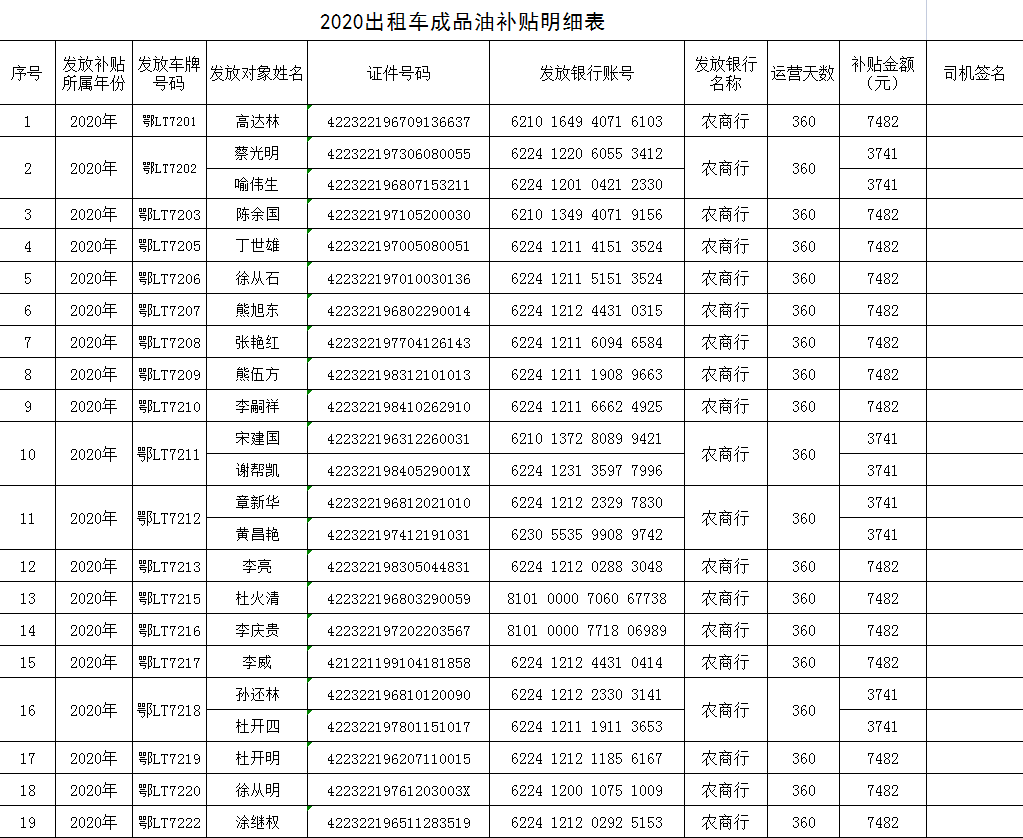 2020出租车成品油补贴明细表
序号 发放补贴所属年份 发放车牌号码 发放对象姓名 证件号码 发放银行账号 发放银行名称 运营天数 补贴金额（元） 司机签名
1 2020年 鄂LT7201 高达林 422322196709136637 6210 1649 4071 6103 农商行 360 7482
2 2020年 鄂LT7202 蔡光明 422322197306080055 6224 1220 6055 3412 农商行 360 3741
喻伟生 422322196807153211 6224 1201 0421 2330 3741
3 2020年 鄂LT7203 陈余国 422322197105200030 6210 1349 4071 9156 农商行 360 7482
4 2020年 鄂LT7205 丁世雄 422322197005080051 6224 1211 4151 3524 农商行 360 7482
5 2020年 鄂LT7206 徐从石 422322197010030136 6224 1211 5151 3524 农商行 360 7482
6 2020年 鄂LT7207 熊旭东 422322196802290014 6224 1212 4431 0315 农商行 360 7482
7 2020年 鄂LT7208 张艳红 422322197704126143 6224 1211 6094 6584 农商行 360 7482
8 2020年 鄂LT7209 熊伍方 422322198312101013 6224 1211 1908 9663 农商行 360 7482
9 2020年 鄂LT7210 李嗣祥 422322198410262910 6224 1211 6662 4925 农商行 360 7482
10 2020年 鄂LT7211 宋建国 422322196312260031 6210 1372 8089 9421 农商行 360 3741
谢帮凯 42232219840529001X 6224 1231 3597 7996 3741
11 2020年 鄂LT7212 章新华 422322196812021010 6224 1212 2329 7830 农商行 360 3741
黄昌艳 422322197412191031 6230 5535 9908 9742 3741
12 2020年 鄂LT7213 李亮 422322198305044831 6224 1212 0288 3048 农商行 360 7482
13 2020年 鄂LT7215 杜火清 422322196803290059 8101 0000 7060 67738 农商行 360 7482
14 2020年 鄂LT7216 李庆贵 422322197202203567 8101 0000 7718 06989 农商行 360 7482
15 2020年 鄂LT7217 李威 421221199104181858 6224 1212 4431 0414 农商行 360 7482
16 2020年 鄂LT7218 孙还林 422322196810120090 6224 1212 2330 3141 农商行 360 3741
杜开四 422322197801151017 6224 1211 1911 3653 3741
17 2020年 鄂LT7219 杜开明 422322196207110015 6224 1212 1185 6167 农商行 360 7482
18 2020年 鄂LT7220 徐从明 42232219761203003X 6224 1200 1075 1009 农商行 360 7482
19 2020年 鄂LT7222 涂继权 422322196511283519 6224 1212 0292 5153 农商行 360 7482